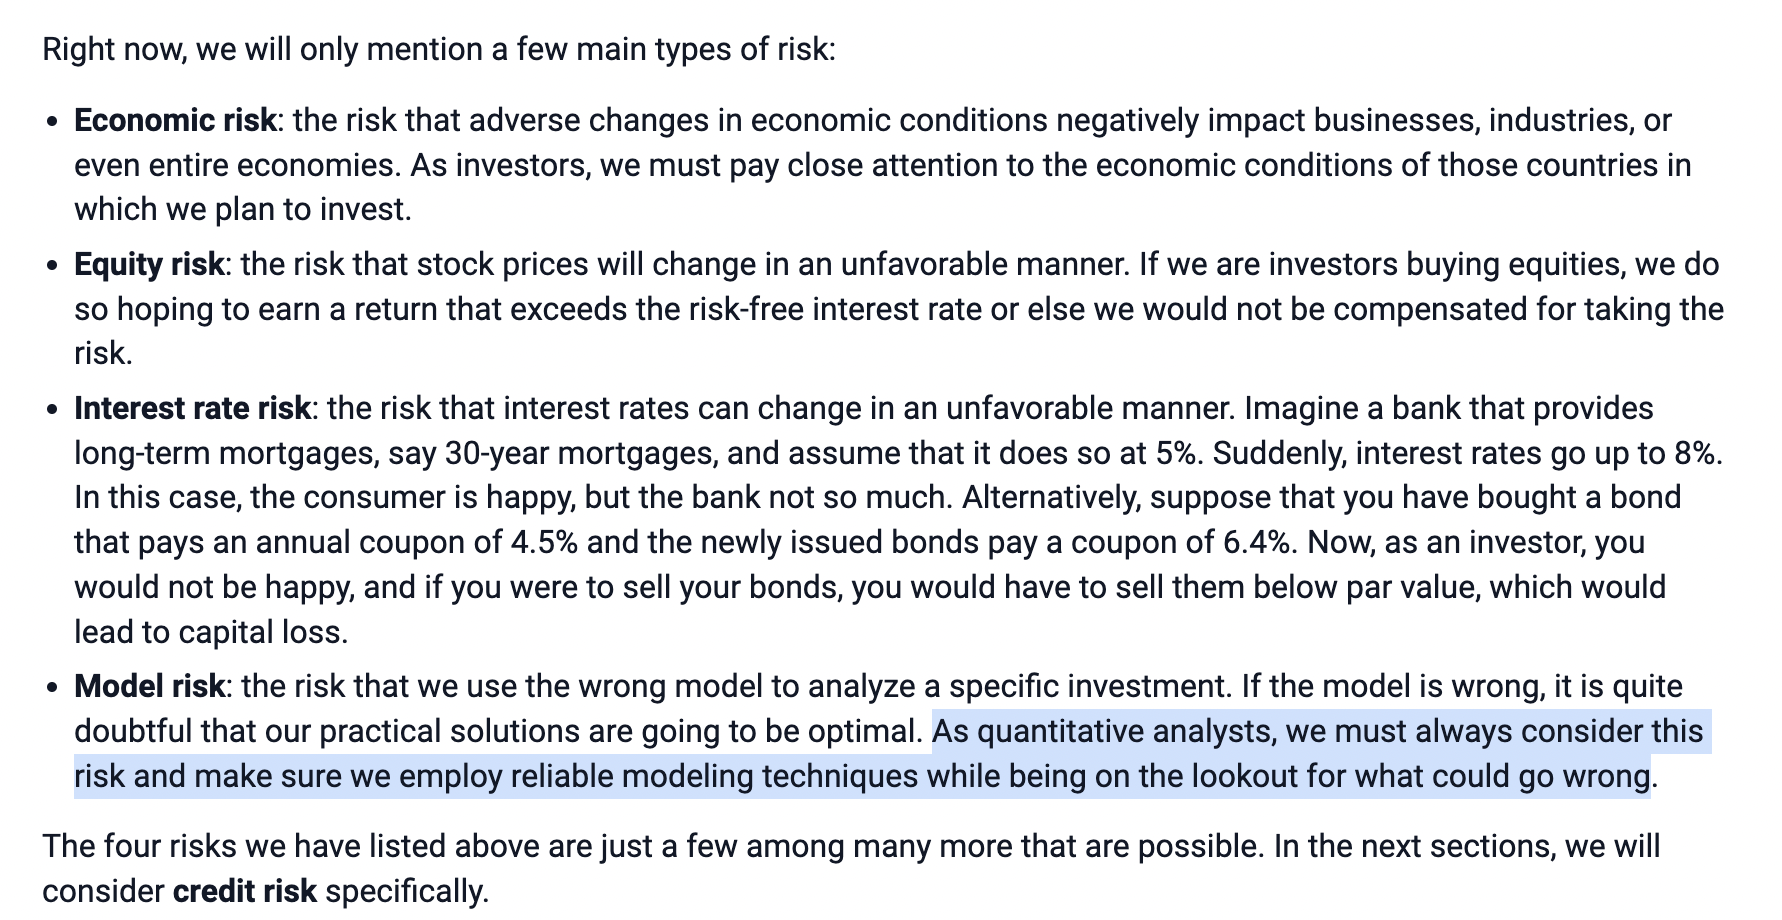 Right now, we will only mention a few main types of risk:
• Economic risk: the risk that adverse changes in economic conditions negatively impact businesses, industries, or
even entire economies. As investors, we must pay close attention to the economic conditions of those countries in
which we plan to invest.
• Equity risk: the risk that stock prices will change in an unfavorable manner. If we are investors buying equities, we do
so hoping to earn a return that exceeds the risk-free interest rate or else we would not be compensated for taking the
risk.
• Interest rate risk: the risk that interest rates can change in an unfavorable manner. Imagine a bank that provides
long-term mortgages, say 30-year mortgages, and assume that it does so at 5%. Suddenly, interest rates go up to 8%.
In this case, the consumer is happy, but the bank not so much. Alternatively, suppose that you have bought a bond
that pays an annual coupon of 4.5% and the newly issued bonds pay a coupon of 6.4%. Now, as an investor, you
would not be happy, and if you were to sell your bonds, you would have to sell them below par value, which would
lead to capital loss.
• Model risk: the risk that we use the wrong model to analyze a specific investment. If the model is wrong, it is quite
doubtful that our practical solutions are going to be optimal. As quantitative analysts, we must always consider this
risk and make sure we employ reliable modeling techniques while being on the lookout for what could go wrong.
The four risks we have listed above are just a few among many more that are possible. In the next sections, we will
consider credit risk specifically.